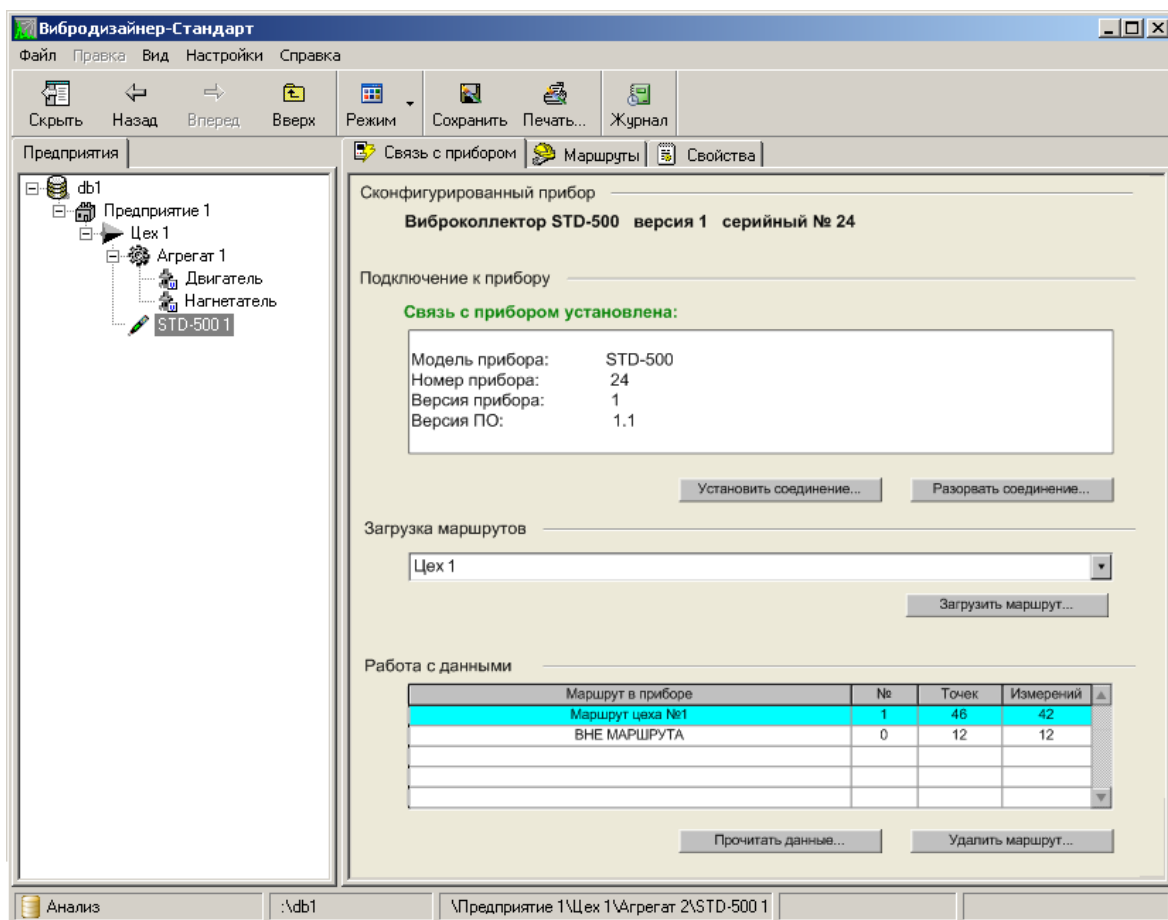 Вибродизайнер-Стандарт
Файл Правка Вид Настройки Справка
Скрыть Назад Вперед Вверх Режим Сохранить Печать... Журнал
Предприятия
Связь с прибором Маршруты Свойства
db1
Предприятие 1
Цех 1
Агрегат 1
Двигатель
Нагнетатель
STD-500 1
Сконфигурированный прибор
Виброколлектор STD-500 версия 1 серийный № 24
Подключение к прибору
Связь с прибором установлена:
Модель прибора: STD-500
Номер прибора: 24
Версия прибора: 1
Версия ПО: 1.1
Установить соединение... Разорвать соединение...
Загрузка маршрутов
Цех 1
Загрузить маршрут...
Работа с данными
Маршрут в приборе № Точек Измерений
Маршрут цеха №1 1 46 42
ВНЕ МАРШРУТА 0 12 12
Прочитать данные... Удалить маршрут...
Анализ :\db1 \Предприятие 1\Цех 1\Агрегат 2\STD-500 1